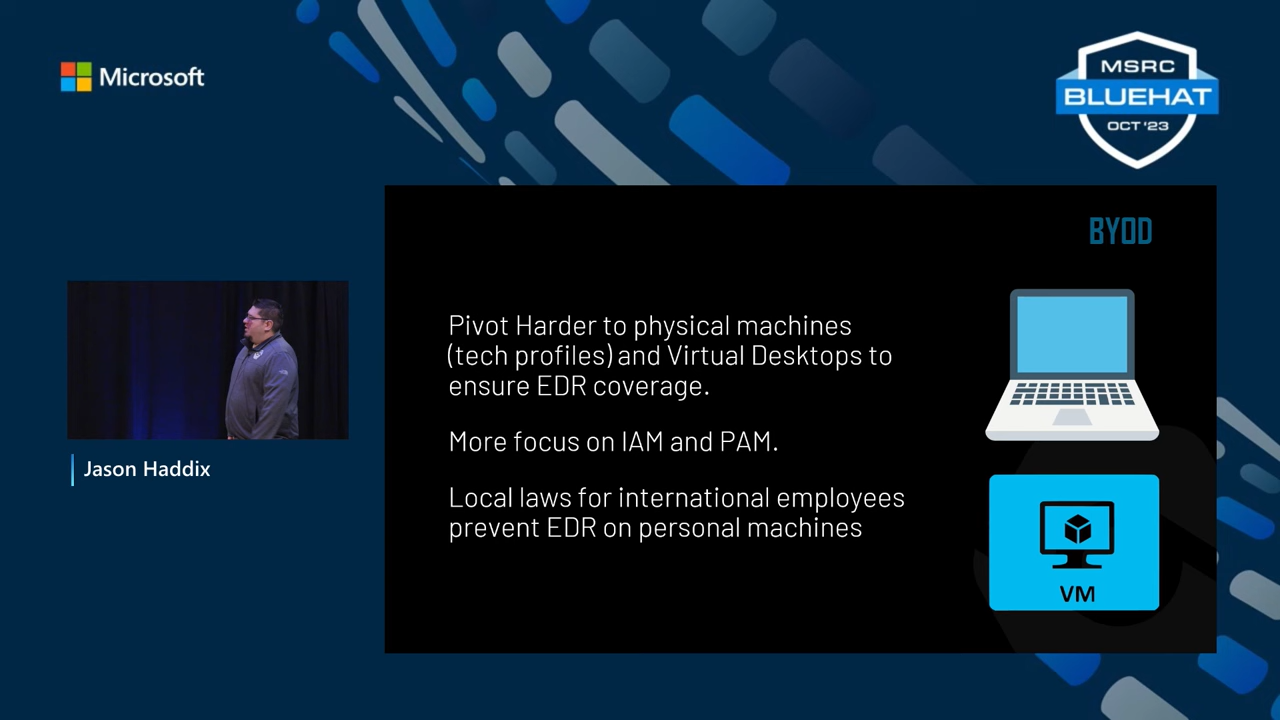 Microsoft
MSRC
BLUEHAT
OCT '23
BYOD
Pivot Harder to physical machines
(tech profiles) and Virtual Desktops to
ensure EDR coverage.
More focus on IAM and PAM.
Local laws for international employees
prevent EDR on personal machines
VM
Jason Haddix